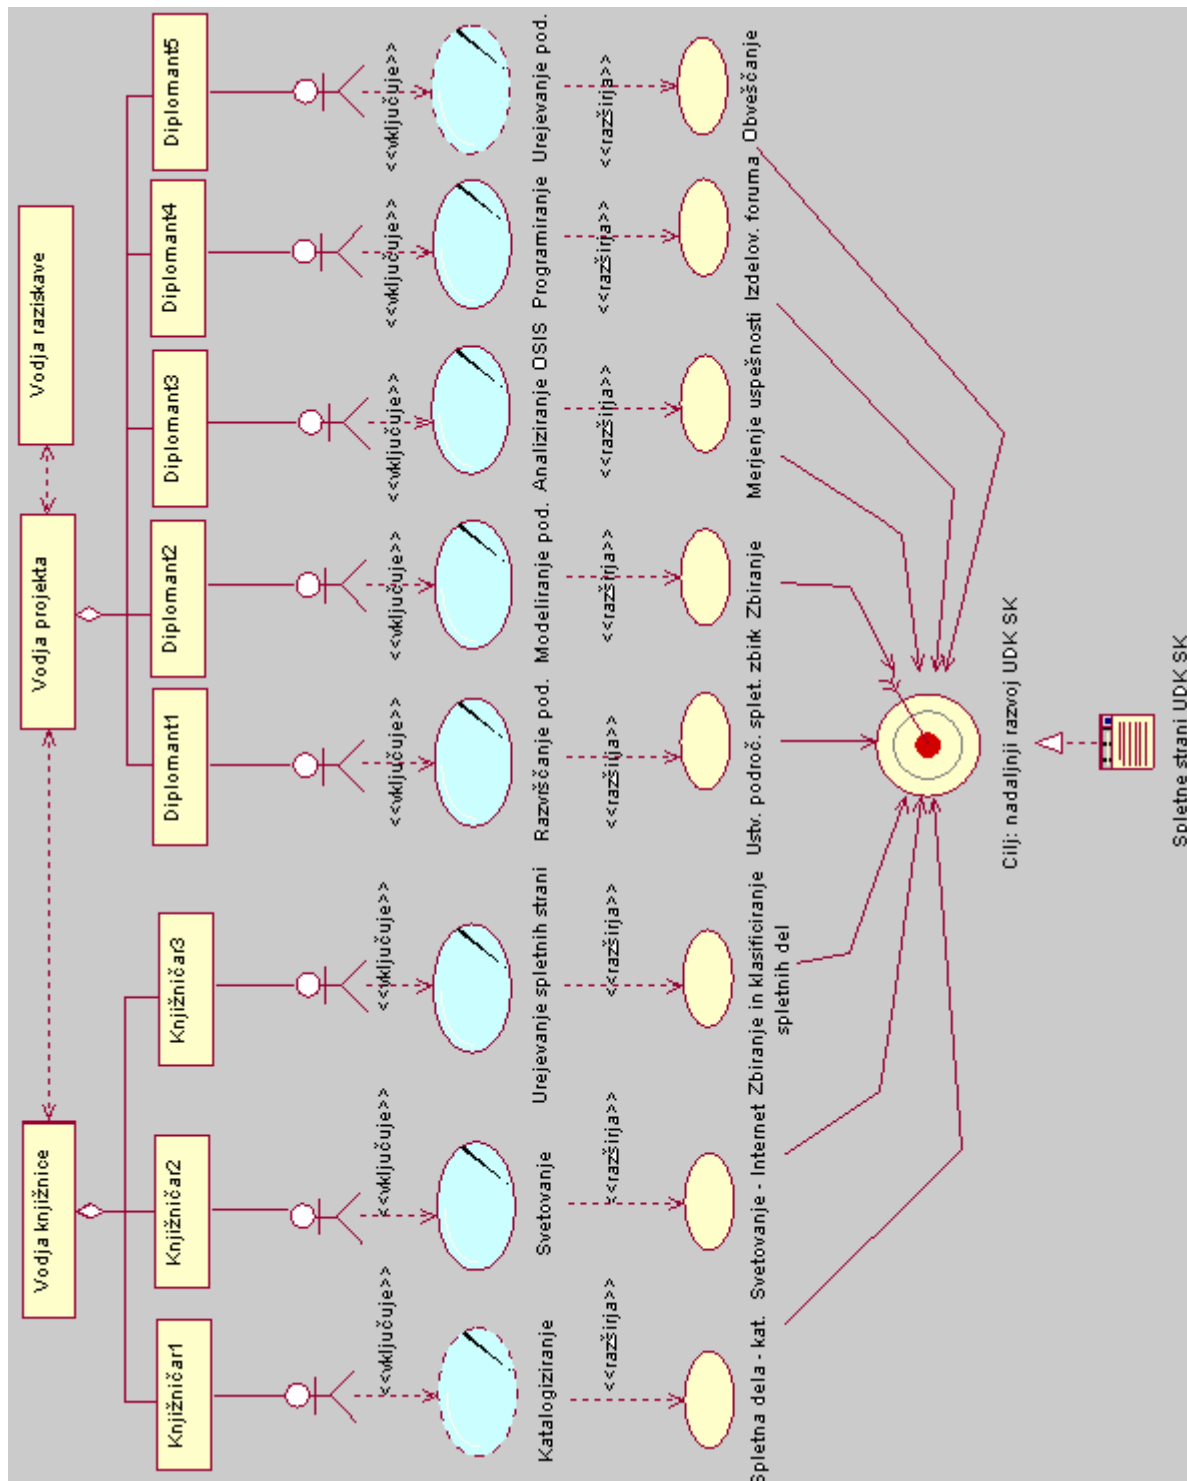 Vodja knjižnice
Vodja projekta
Vodja raziskave
Knjižničar1
Knjižničar2
Knjižničar3
Diplomant1
Diplomant2
Diplomant3
Diplomant4
Diplomant5
<<vključuje>>
<<vključuje>>
<<vključuje>>
<<vključuje>>
<<vključuje>>
<<vključuje>>
<<vključuje>>
<<vključuje>>
Katalogiziranje
Svetovanje
Urejevanje spletnih strani
Razvrščanje pod.
Modeliranje pod.
Analiziranje OSIS
Programiranje
Urejevanje pod.
<<razširja>>
<<razširja>>
<<razširja>>
<<razširja>>
<<razširja>>
<<razširja>>
<<razširja>>
<<razširja>>
Spletna dela - kat.
Svetovanje - Internet
Zbiranje in klasificiranje
spletnih del
Ustv. področ. splet. zbirk
Zbiranje
Merjenje uspešnosti
Izdelov. foruma
Obveščanje
Cilj: nadaljnji razvoj UDK SK
Spletne strani UDK SK